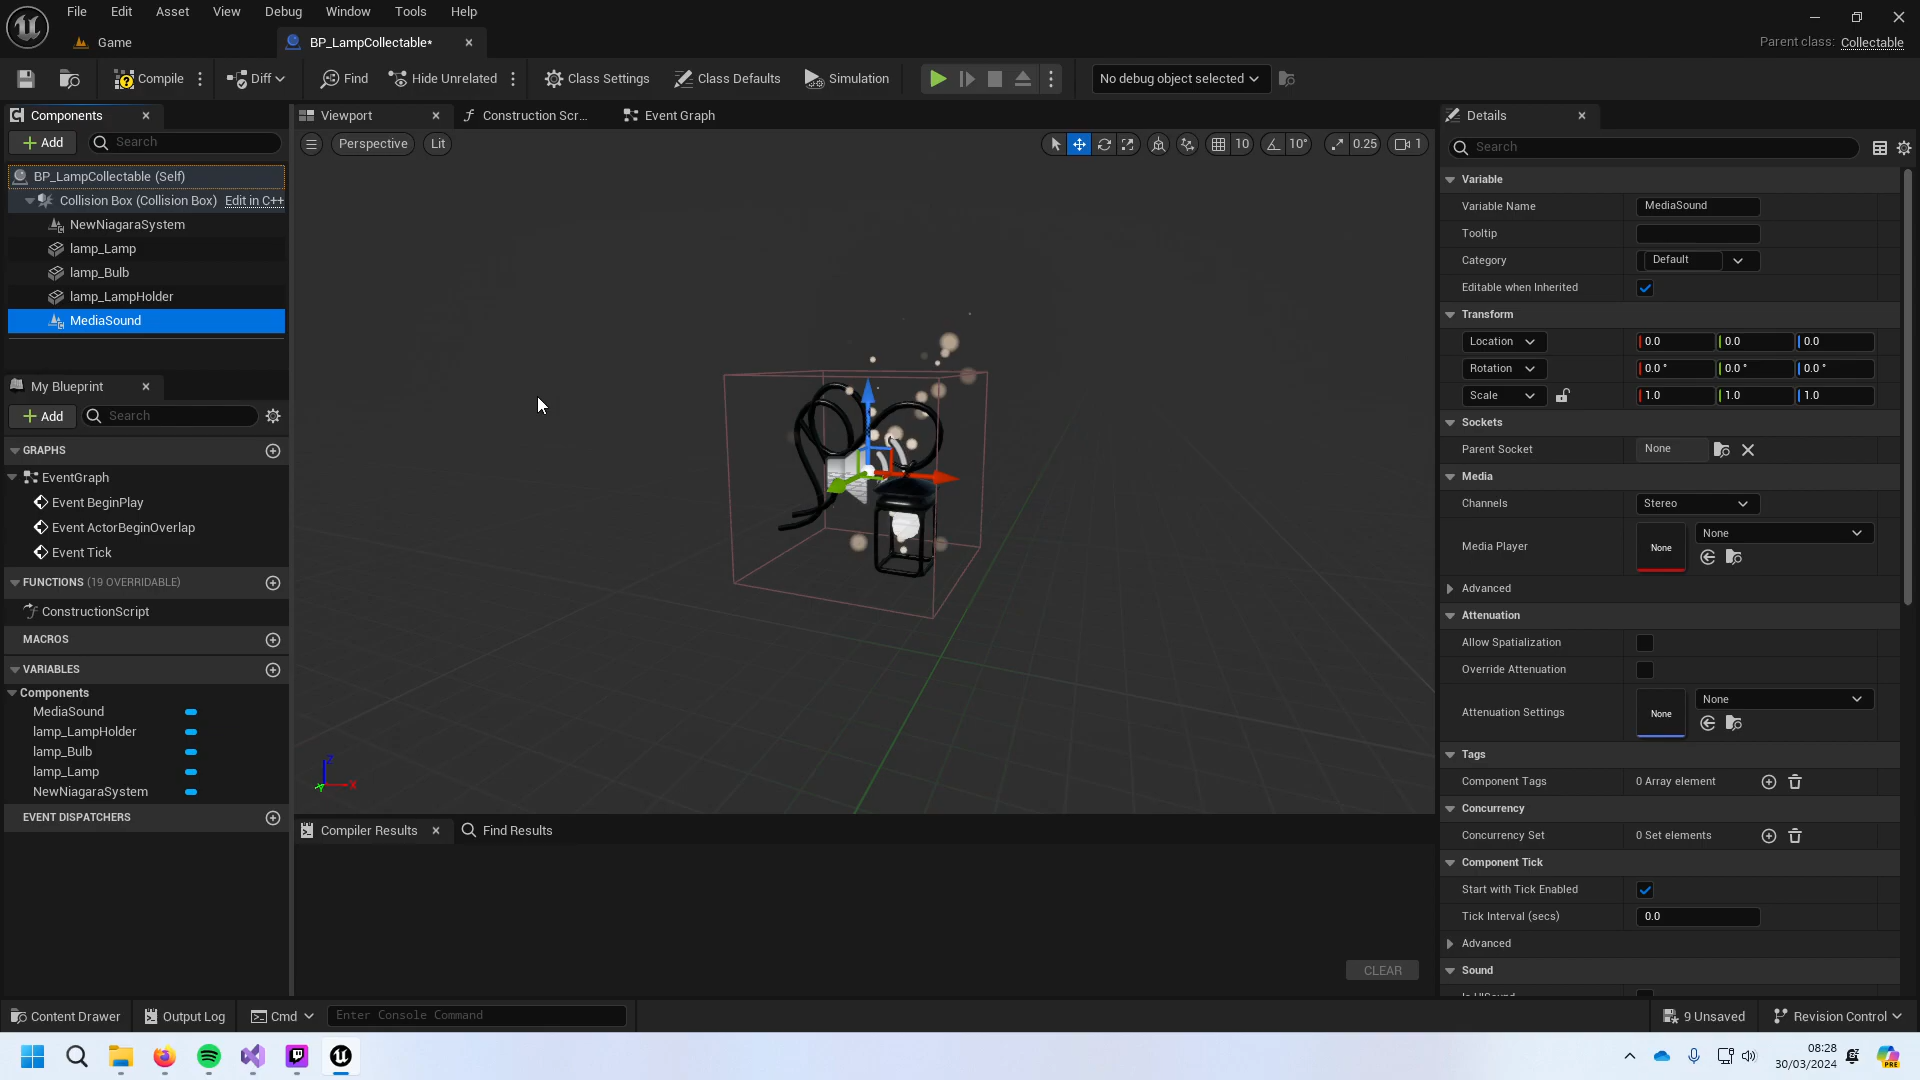 File Edit Asset View Debug Window Tools Help
Game BP_LampCollectable*
Parent class: Collectable
Compile Diff Find Hide Unrelated Class Settings Class Defaults Simulation No debug object selected
Components
Add Search
BP_LampCollectable (Self)
Collision Box (Collision Box) Edit in C++
NewNiagaraSystem
lamp_Lamp
lamp_Bulb
lamp_LampHolder
MediaSound
My Blueprint
Add Search
GRAPHS
EventGraph
Event BeginPlay
Event ActorBeginOverlap
Event Tick
FUNCTIONS (19 OVERRIDABLE)
ConstructionScript
MACROS
VARIABLES
Components
MediaSound
lamp_LampHolder
lamp_Bulb
lamp_Lamp
NewNiagaraSystem
EVENT DISPATCHERS
Viewport Construction Scr... Event Graph
Perspective Lit 10 10° 0.25 1
Z
X
Y
Compiler Results Find Results
CLEAR
Details
Search
Variable
Variable Name MediaSound
Tooltip
Category Default
Editable when Inherited
Transform
Location 0.0 0.0 0.0
Rotation 0.0 ° 0.0 ° 0.0 °
Scale 1.0 1.0 1.0
Sockets
Parent Socket None
Media
Channels Stereo
Media Player None None
Advanced
Attenuation
Allow Spatialization
Override Attenuation
Attenuation Settings None None
Tags
Component Tags 0 Array element
Concurrency
Concurrency Set 0 Set elements
Component Tick
Start with Tick Enabled
Tick Interval (secs) 0.0
Advanced
Sound
Content Drawer Output Log Cmd Enter Console Command 9 Unsaved Revision Control
08:28
30/03/2024
PRE